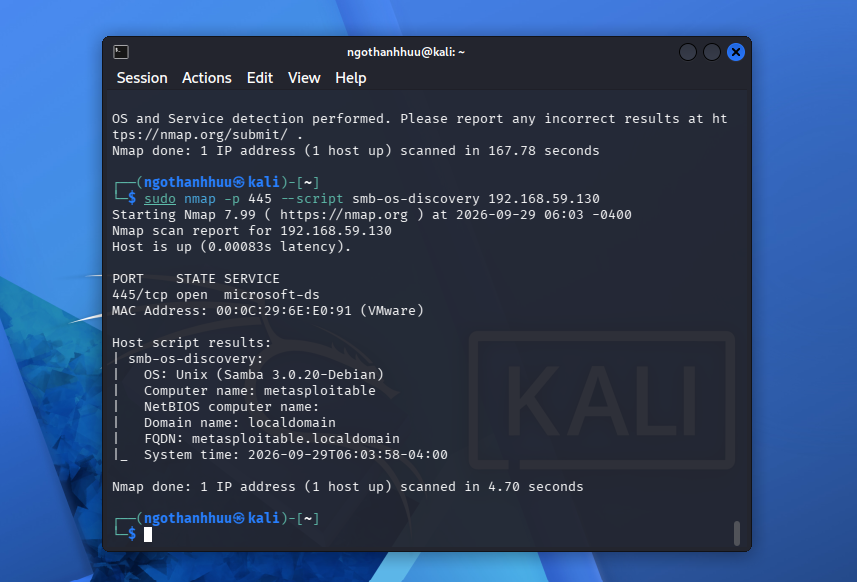 ngothanhhuu@kali: ~
Session Actions Edit View Help
OS and Service detection performed. Please report any incorrect results at ht
tps://nmap.org/submit/ .
Nmap done: 1 IP address (1 host up) scanned in 167.78 seconds
┌──(ngothanhhuu㉿kali)-[~]
└─$ sudo nmap -p 445 --script smb-os-discovery 192.168.59.130
Starting Nmap 7.99 ( https://nmap.org ) at 2026-09-29 06:03 -0400
Nmap scan report for 192.168.59.130
Host is up (0.00083s latency).
PORT    STATE SERVICE
445/tcp open  microsoft-ds
MAC Address: 00:0C:29:6E:E0:91 (VMware)
Host script results:
| smb-os-discovery:
|   OS: Unix (Samba 3.0.20-Debian)
|   Computer name: metasploitable
|   NetBIOS computer name:
|   Domain name: localdomain
|   FQDN: metasploitable.localdomain
|_  System time: 2026-09-29T06:03:58-04:00
Nmap done: 1 IP address (1 host up) scanned in 4.70 seconds
┌──(ngothanhhuu㉿kali)-[~]
└─$
KALI